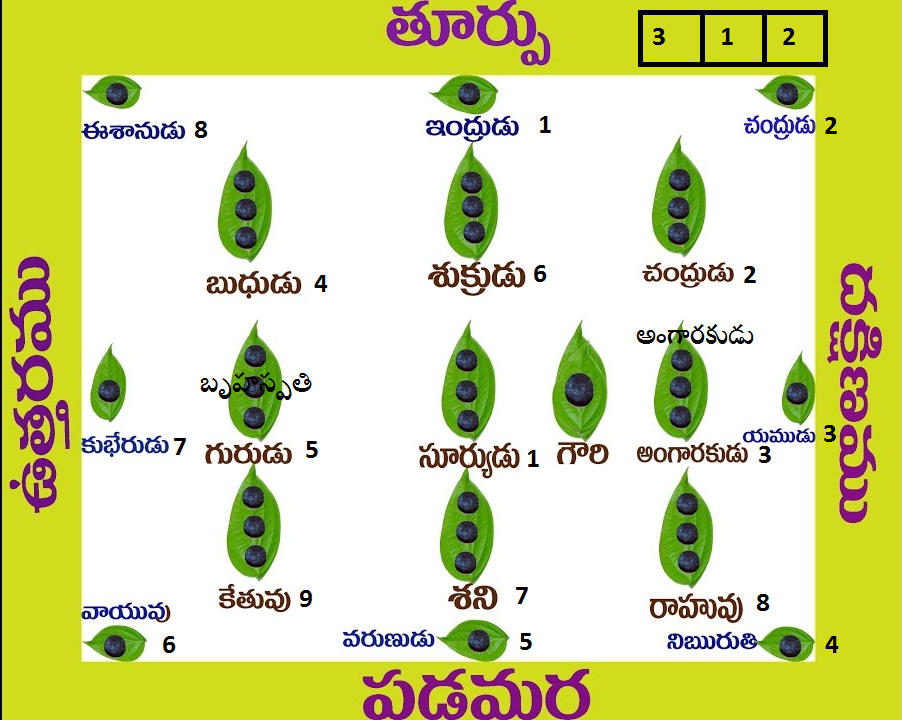 తూర్పు
3 1 2
ఈశానుడు 8
ఇంద్రుడు 1
చంద్రుడు 2
బుధుడు 4
శుక్రుడు 6
చంద్రుడు 2
ఉత్తరము
దక్షిణము
అంగారకుడు
బృహస్పతి
కుభేరుడు 7
గురుడు 5
సూర్యుడు 1
గౌరి
యముడు 3
అంగారకుడు 3
కేతువు 9
శని 7
రాహువు 8
వాయువు
6
వరుణుడు 5
నిఋరుతి 4
పడమర